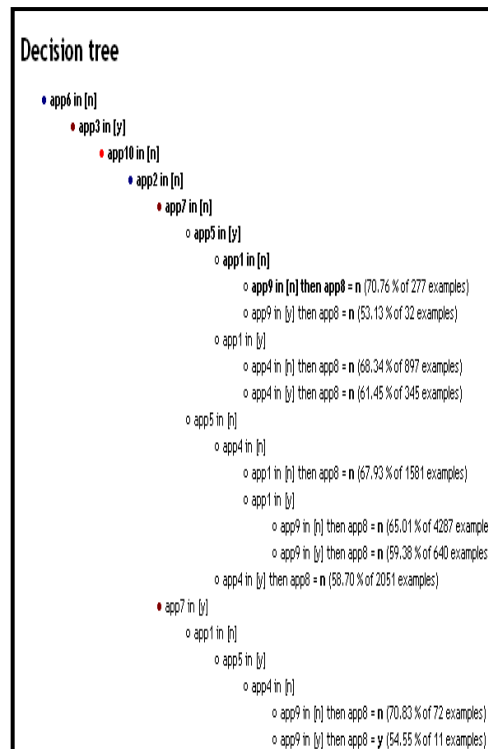 Decision tree
app6 in [n]
app3 in [y]
app10 in [n]
app2 in [n]
app7 in [n]
app5 in [y]
app1 in [n]
app9 in [n] then app8 = n (70.76 % of 277 examples)
app9 in [y] then app8 = n (53.13 % of 32 examples)
app1 in [y]
app4 in [n] then app8 = n (68.34 % of 897 examples)
app4 in [y] then app8 = n (61.45 % of 345 examples)
app5 in [n]
app4 in [n]
app1 in [n] then app8 = n (67.93 % of 1581 examples)
app1 in [y]
app9 in [n] then app8 = n (65.01 % of 4287 example
app9 in [y] then app8 = n (59.38 % of 640 examples
app4 in [y] then app8 = n (58.70 % of 2051 examples)
app7 in [y]
app1 in [n]
app5 in [y]
app4 in [n]
app9 in [n] then app8 = n (70.83 % of 72 examples)
app9 in [y] then app8 = y (54.55 % of 11 examples)